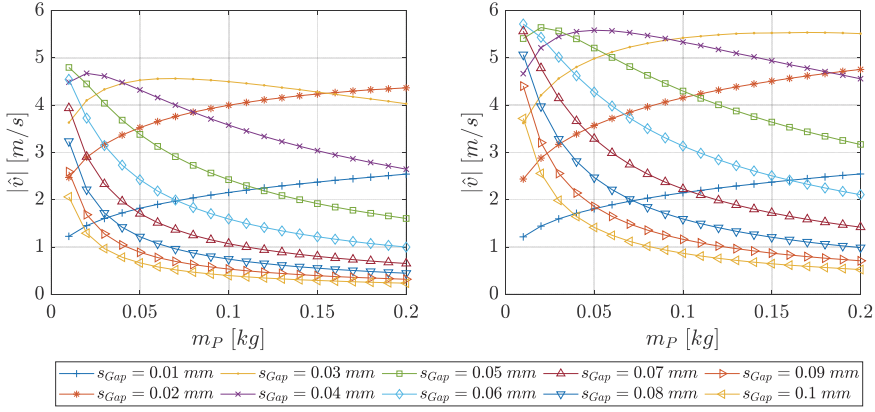 6
5
4
3
2
1
0
|v̂| [m/s]
0 0.05 0.1 0.15 0.2
m_P [kg]
6
5
4
3
2
1
0
|v̂| [m/s]
0 0.05 0.1 0.15 0.2
m_P [kg]
s_Gap = 0.01 mm s_Gap = 0.03 mm s_Gap = 0.05 mm s_Gap = 0.07 mm s_Gap = 0.09 mm
s_Gap = 0.02 mm s_Gap = 0.04 mm s_Gap = 0.06 mm s_Gap = 0.08 mm s_Gap = 0.1 mm